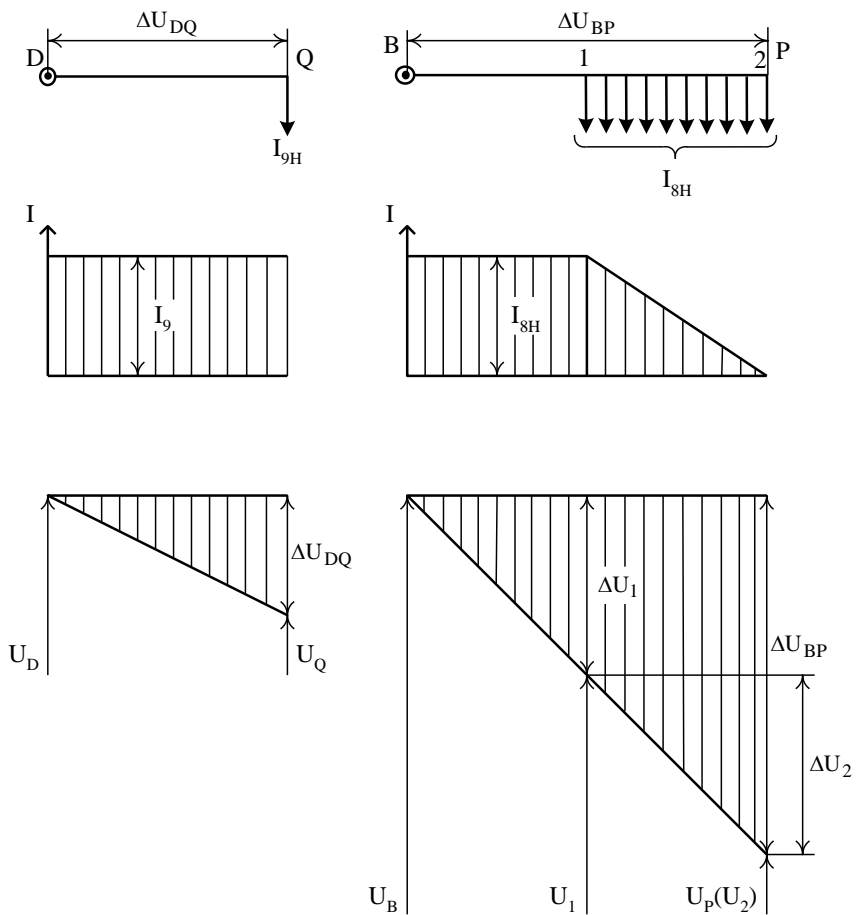 ΔU_DQ
ΔU_BP
D
Q
B
1
2
P
I_9H
I_8H
I
I
I_9
I_8H
ΔU_DQ
ΔU_1
U_D
U_Q
ΔU_BP
ΔU_2
U_B
U_1
U_P(U_2)